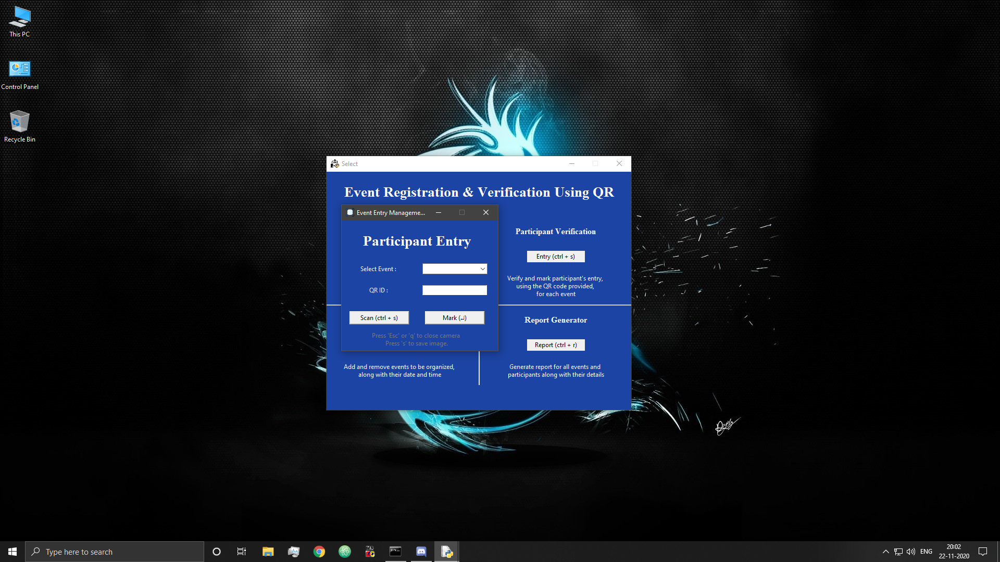 This PC
Control Panel
Recycle Bin
Select
Event Registration & Verification Using QR
Event Entry Manageme...
Participant Entry
Select Event :
QR ID :
Scan (ctrl + s)
Mark (↵)
Press 'Esc' or 'q' to close camera
Press 's' to save image.
Participant Verification
Entry (ctrl + s)
Verify and mark participant's entry,
using the QR code provided,
for each event
Add and remove events to be organized,
along with their date and time
Report Generator
Report (ctrl + r)
Generate report for all events and
participants along with their details
Type here to search
ENG
20:02
22-11-2020